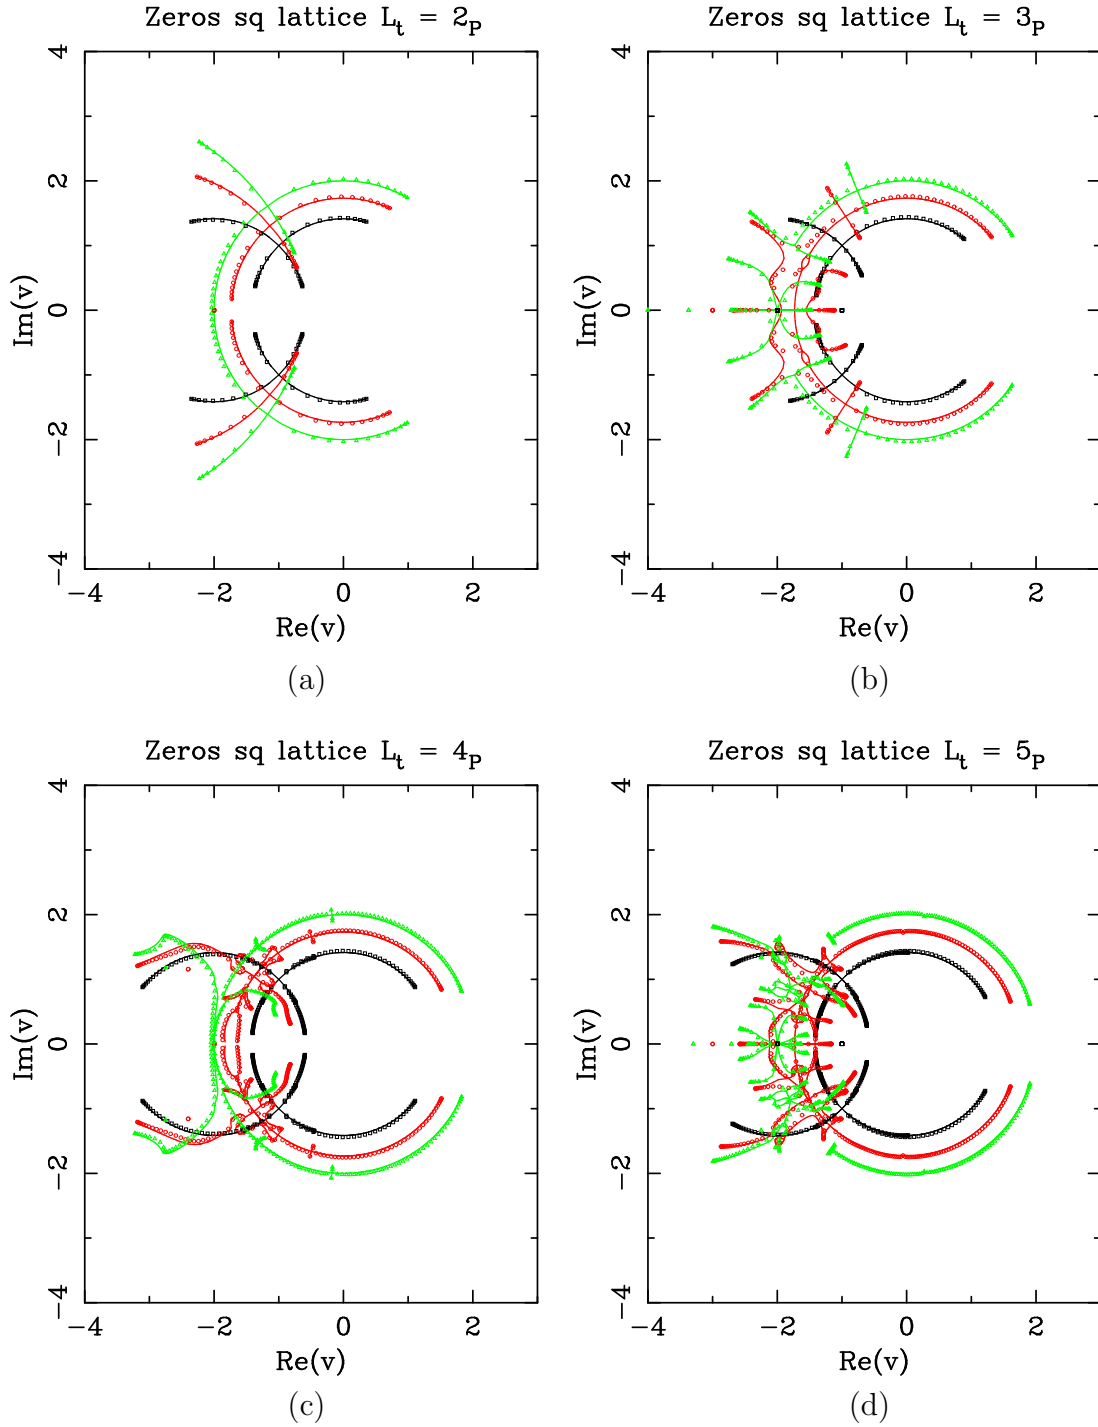 Zeros sq lattice L_t = 2_P
4
2
0
−2
−4
Im(v)
−4 −2 0 2
Re(v)
(a)
Zeros sq lattice L_t = 3_P
4
2
0
−2
−4
Im(v)
−4 −2 0 2
Re(v)
(b)
Zeros sq lattice L_t = 4_P
4
2
0
−2
−4
Im(v)
−4 −2 0 2
Re(v)
(c)
Zeros sq lattice L_t = 5_P
4
2
0
−2
−4
Im(v)
−4 −2 0 2
Re(v)
(d)